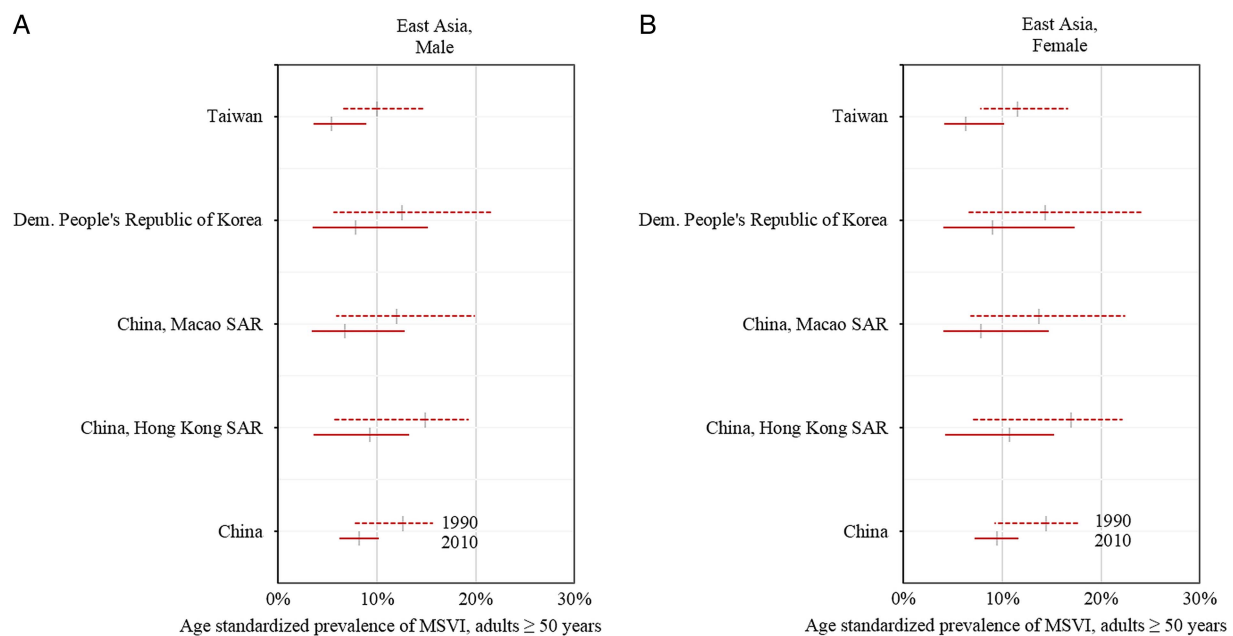 A
East Asia,
Male
Taiwan
Dem. People's Republic of Korea
China, Macao SAR
China, Hong Kong SAR
China
1990
2010
0%
10%
20%
30%
Age standardized prevalence of MSVI, adults ≥ 50 years
B
East Asia,
Female
Taiwan
Dem. People's Republic of Korea
China, Macao SAR
China, Hong Kong SAR
China
1990
2010
0%
10%
20%
30%
Age standardized prevalence of MSVI, adults ≥ 50 years